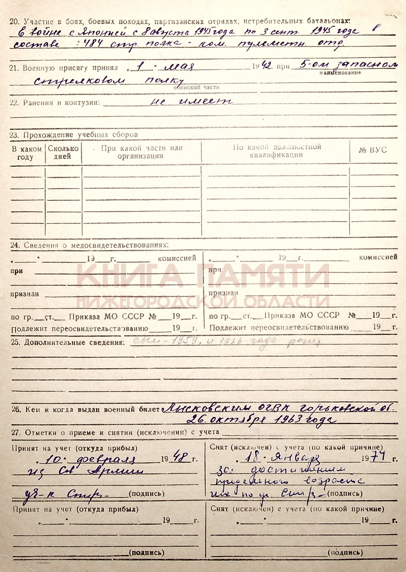 20. Участие в боях, боевых походах, партизанских отрядах, истребительных батальонах:
В войне с Японией с 8 августа 1945 года по 3 сент 1945 года в
составе: 484 стр полка - ком. пулеметн отд
21. Военную присягу принял „ 1 " мая 1942 при 5-ом запасном
наименование
стрелковом полку
воинской части
22. Ранения и контузии: не имеет
23. Прохождение учебных сборов
В каком году Сколько дней При какой части или организации По какой должностной квалификации № ВУС
24. Сведения о медосвидетельствованиях:
„ " 19 г. комиссией „ " 19 г. комиссией
при при
КНИГА ПАМЯТИ
признан признан
НИЖЕГОРОДСКОЙ ОБЛАСТИ
по гр. ст. Приказа МО СССР № 19 г. по гр. ст. Приказа МО СССР № 19 г.
Подлежит переосвидетельствованию 19 г. Подлежит переосвидетельствованию 19 г.
25. Дополнительные сведения: 1959, и года
26. Кем и когда выдан военный билет Лысковским ОГВК горьковской об.
26 октября 1963 года
27. Отметки о приеме и снятии (исключении) с учета
Принят на учет (откуда прибыл) Снят (исключен) с учета (по какой причине)
„ 10 " февраля 1948 г. „ 18 " января 1977 г.
из Сов Армии за достижением
предельного возраста
(подпись) (подпись)
Принят на учет (откуда прибыл) Снят (исключен) с учета (по какой причине)
„ " 19 г. „ " 19 г.
(подпись) (подпись)